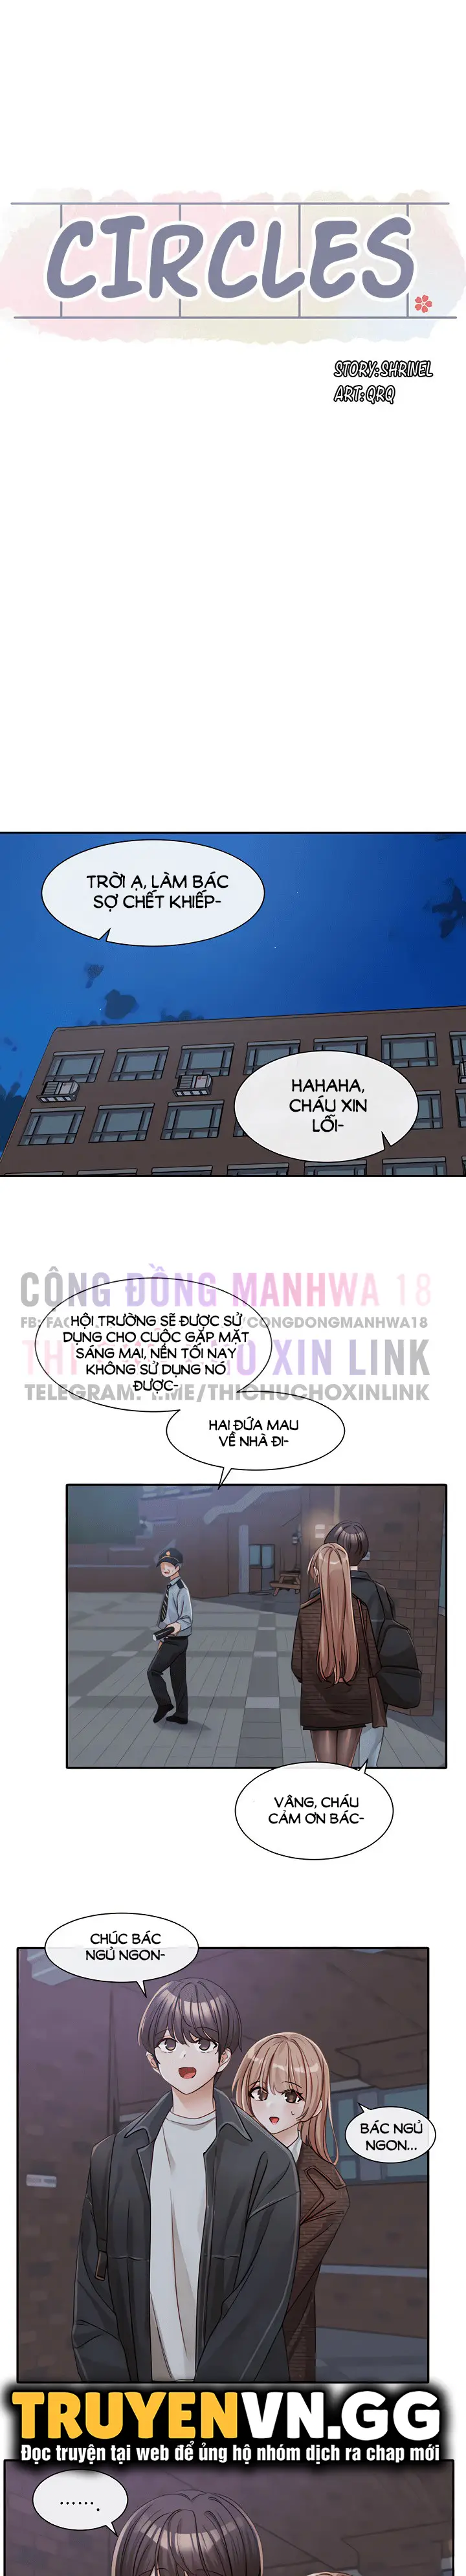 CIRCLES
STORY: SHRINEL
ART: QRQ
TRỜI Ạ, LÀM BÁC
SỢ CHẾT KHIẾP-
HAHAHA,
CHÁU XIN
LỖI-
CỘNG ĐỒNG MANHWA 18
HỘI TRƯỜNG SẼ ĐƯỢC SỬ
DỤNG CHO CUỘC GẶP MẶT
SÁNG MAI, NÊN TỐI NAY
KHÔNG SỬ DỤNG NÓ
ĐƯỢC-
XIN LINK
TELEGRAM: T.ME/THICHUCHOXINLINK
HAI ĐỨA MAU
VỀ NHÀ ĐI-
VÂNG, CHÁU
CẢM ƠN BÁC-
CHÚC BÁC
NGỦ NGON-
BÁC NGỦ
NGON...
TRUYENVN.GG
Đọc truyện tại web để ủng hộ nhóm dịch ra chap mới
.......